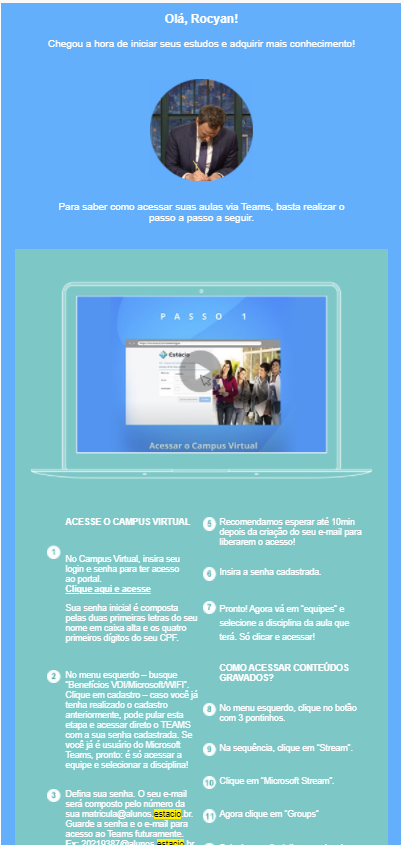 Olá, Rocyan!
Chegou a hora de iniciar seus estudos e adquirir mais conhecimento!
Para saber como acessar suas aulas via Teams, basta realizar o
passo a passo a seguir.
PASSO 1
Estácio
Acessar o Campus Virtual
ACESSE O CAMPUS VIRTUAL
1
No Campus Virtual, insira seu
login e senha para ter acesso
ao portal.
Clique aqui e acesse
Sua senha inicial é composta
pelas duas primeiras letras do seu
nome em caixa alta e os quatro
primeiros dígitos do seu CPF.
2 No menu esquerdo – busque
"Benefícios VDI/Microsoft/WIFI".
Clique em cadastro – caso você já
tenha realizado o cadastro
anteriormente, pode pular esta
etapa e acessar direto o TEAMS
com a sua senha cadastrada. Se
você já é usuário do Microsoft
Teams, pronto: é só acessar a
equipe e selecionar a disciplina!
3 Defina sua senha. O seu e-mail
será composto pelo número da
sua matricula@alunos.estacio.br.
Guarde a senha e o e-mail para
acesso ao Teams futuramente.
Ex: 20210387@alunos.estacio.br
5 Recomendamos esperar até 10min
depois da criação do seu e-mail para
liberarem o acesso!
6 Insira a senha cadastrada.
7 Pronto! Agora vá em "equipes" e
selecione a disciplina da aula que
terá. Só clicar e acessar!
COMO ACESSAR CONTEÚDOS
GRAVADOS?
8 No menu esquerdo, clique no botão
com 3 pontinhos.
9 Na sequência, clique em "Stream".
10 Clique em "Microsoft Stream".
11 Agora clique em "Groups"